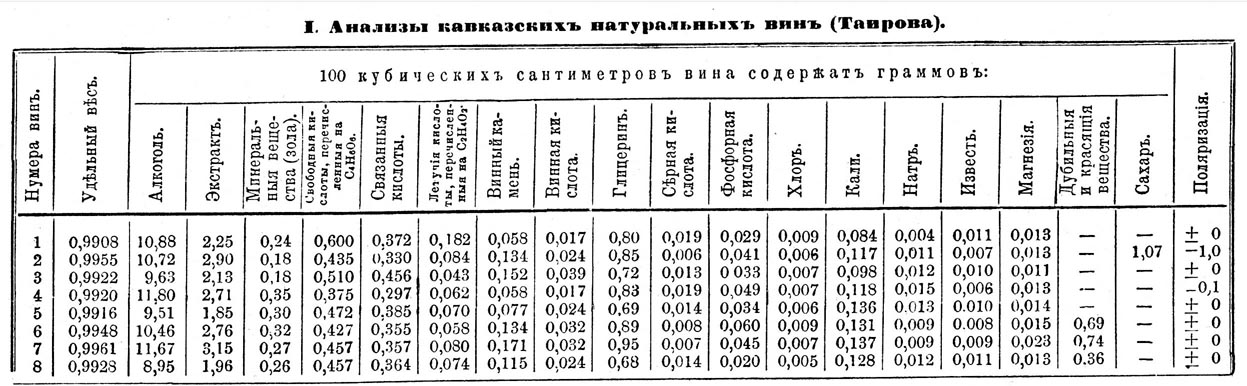 I. Анализы кавказскихъ натуральныхъ винъ (Таирова).
100 кубическихъ сантиметровъ вина содержатъ граммовъ:
Нумера винъ. Удѣльный вѣсъ. Алкоголь. Экстрактъ. Минеральныя вещества (зола). Свободныя кислоты, перечисленныя на C₄H₆O₆. Связанныя кислоты. Летучія кислоты, перечисленныя на C₂H₄O₂. Винный камень. Винная кислота. Глицеринъ. Сѣрная кислота. Фосфорная кислота. Хлоръ. Кали. Натръ. Известь. Магнезія. Дубильныя и красящія вещества. Сахаръ. Поляризація.
1 0,9908 10,88 2,25 0,24 0,600 0,372 0,182 0,058 0,017 0,80 0,019 0,029 0,009 0,084 0,004 0,011 0,013 — — ± 0
2 0,9955 10,72 2,90 0,18 0,435 0,330 0,084 0,134 0,024 0,85 0,006 0,041 0,006 0,117 0,011 0,007 0,013 — 1,07 −1,0
3 0,9922 9,63 2,13 0,18 0,510 0,456 0,043 0,152 0,039 0,72 0,013 0 033 0,007 0,098 0,012 0,010 0,011 — — ± 0
4 0,9920 11,80 2,71 0,35 0,375 0,297 0,062 0,058 0,017 0,83 0,019 0,049 0,007 0,118 0,015 0,006 0,013 — — −0,1
5 0,9916 9,51 1,85 0,30 0,472 0,385 0,070 0,077 0,024 0,69 0,014 0,034 0,006 0,136 0.013 0.010 0,014 — — ± 0
6 0,9948 10,46 2,76 0,32 0,427 0,355 0,058 0,134 0,032 0,89 0,008 0,060 0,009 0,131 0,009 0.008 0,015 0,69 — ± 0
7 0,9961 11,67 3,15 0,27 0,457 0,357 0,080 0,171 0,032 0,95 0,007 0,045 0,007 0,137 0,009 0,009 0,023 0,74 — ± 0
8 0,9928 8,95 1,96 0,26 0,457 0,364 0,074 0,115 0,024 0,68 0,014 0,020 0,005 0,128 0,012 0,011 0,013 0.36 — ± 0